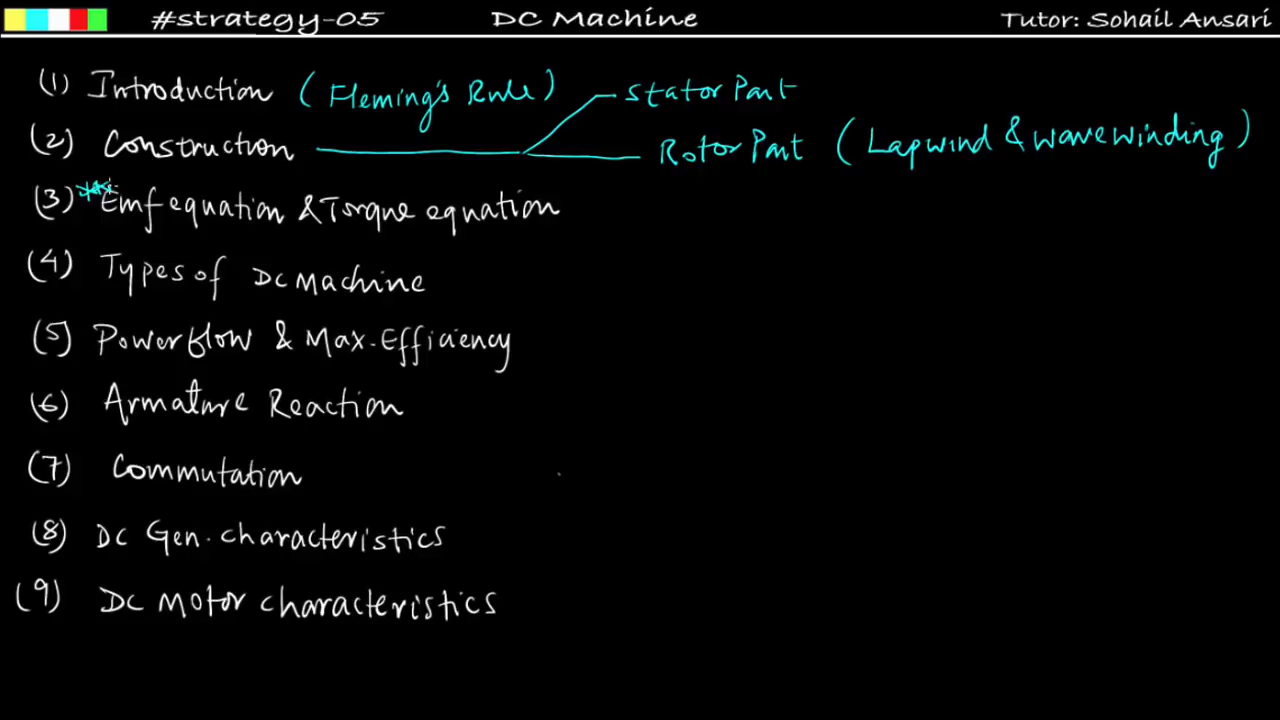 #strategy-05 DC Machine Tutor: Sohail Ansari
(1) Introduction (Fleming's Rule) Stator Part
(2) Construction Rotor Part (Lapwind & wavewinding)
(3) *** Emf equation & Torque equation
(4) Types of DC Machine
(5) Powerflow & Max. Efficiency
(6) Armature Reaction
(7) Commutation
(8) DC Gen. characteristics
(9) DC Motor characteristics